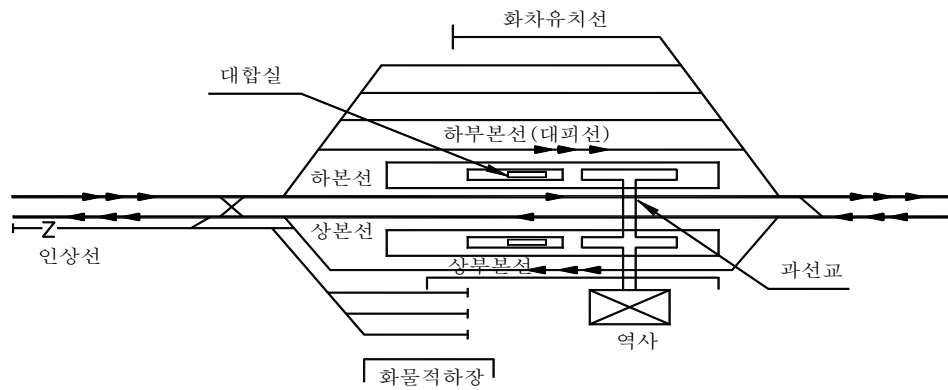 화차유치선
대합실
하부본선(대피선)
하본선
상본선
인상선
상부본선
과선교
역사
화물적하장